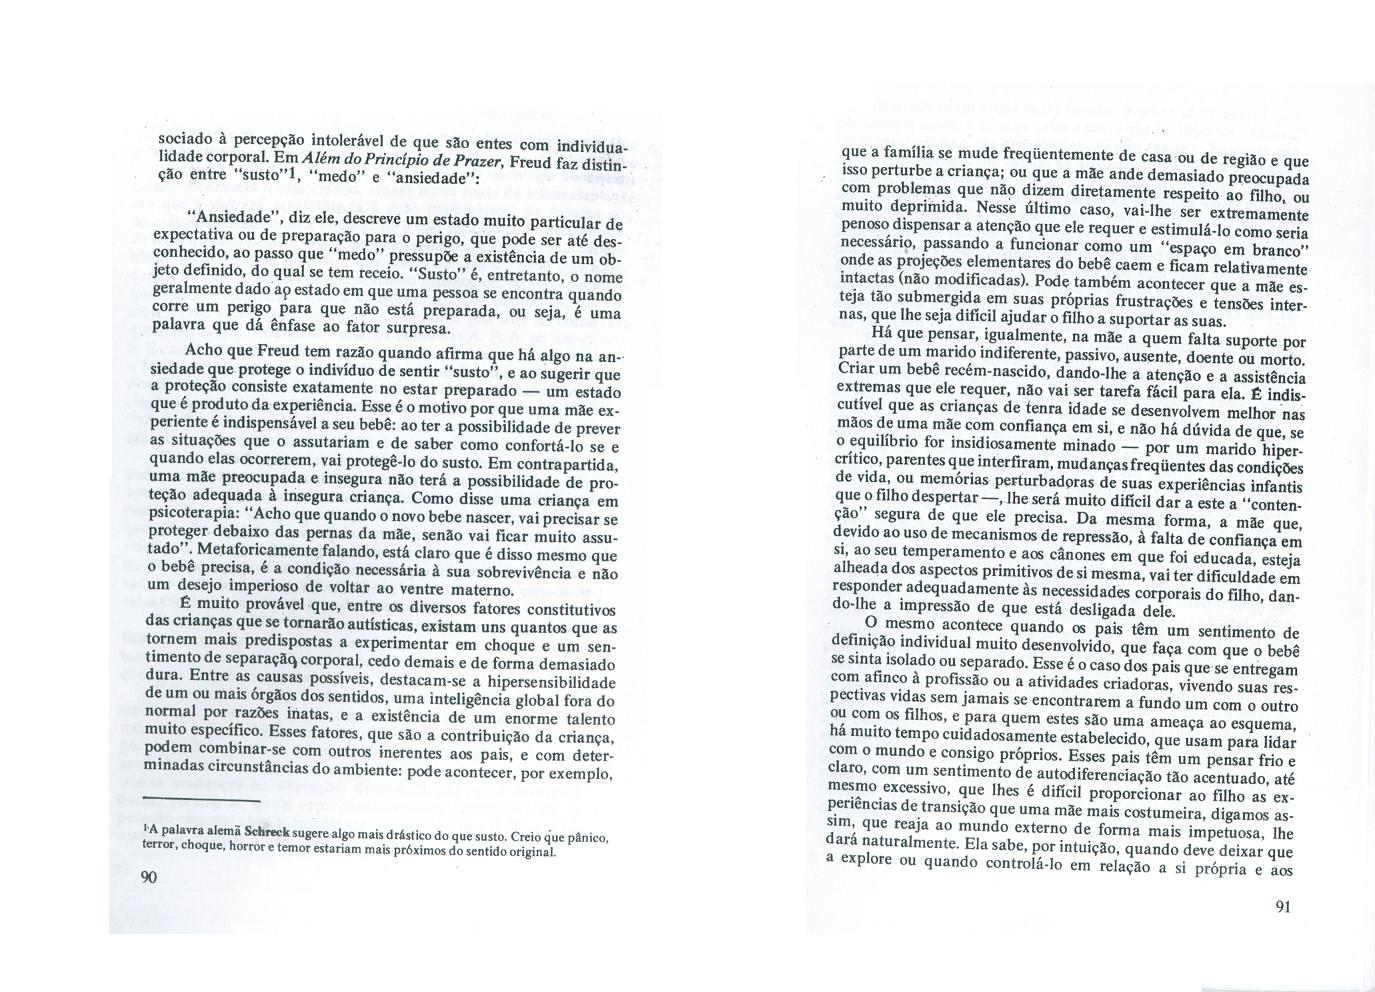 sociado à percepção intolerável de que são entes com individua-
lidade corporal. Em Além do Princípio de Prazer, Freud faz distin-
ção entre “susto”1, “medo” e “ansiedade”:
“Ansiedade”, diz ele, descreve um estado muito particular de
expectativa ou de preparação para o perigo, que pode ser até des-
conhecido, ao passo que “medo” pressupõe a existência de um ob-
jeto definido, do qual se tem receio. “Susto” é, entretanto, o nome
geralmente dado ao estado em que uma pessoa se encontra quando
corre um perigo para que não está preparada, ou seja, é uma
palavra que dá ênfase ao fator surpresa.
Acho que Freud tem razão quando afirma que há algo na an-
siedade que protege o indivíduo de sentir “susto”, e ao sugerir que
a proteção consiste exatamente no estar preparado — um estado
que é produto da experiência. Esse é o motivo por que uma mãe ex-
periente é indispensável a seu bebê: ao ter a possibilidade de prever
as situações que o assutariam e de saber como confortá-lo se e
quando elas ocorrerem, vai protegê-lo do susto. Em contrapartida,
uma mãe preocupada e insegura não terá a possibilidade de pro-
teção adequada à insegura criança. Como disse uma criança em
psicoterapia: “Acho que quando o novo bebe nascer, vai precisar se
proteger debaixo das pernas da mãe, senão vai ficar muito assu-
tado”. Metaforicamente falando, está claro que é disso mesmo que
o bebê precisa, é a condição necessária à sua sobrevivência e não
um desejo imperioso de voltar ao ventre materno.
É muito provável que, entre os diversos fatores constitutivos
das crianças que se tornarão autísticas, existam uns quantos que as
tornem mais predispostas a experimentar em choque e um sen-
timento de separação corporal, cedo demais e de forma demasiado
dura. Entre as causas possíveis, destacam-se a hipersensibilidade
de um ou mais órgãos dos sentidos, uma inteligência global fora do
normal por razões inatas, e a existência de um enorme talento
muito específico. Esses fatores, que são a contribuição da criança,
podem combinar-se com outros inerentes aos pais, e com deter-
minadas circunstâncias do ambiente: pode acontecer, por exemplo,
1·A palavra alemã Schreck sugere algo mais drástico do que susto. Creio que pânico,
terror, choque, horror e temor estariam mais próximos do sentido original.
90
que a família se mude freqüentemente de casa ou de região e que
isso perturbe a criança; ou que a mãe ande demasiado preocupada
com problemas que não dizem diretamente respeito ao filho, ou
muito deprimida. Nesse último caso, vai-lhe ser extremamente
penoso dispensar a atenção que ele requer e estimulá-lo como seria
necessário, passando a funcionar como um “espaço em branco”
onde as projeções elementares do bebê caem e ficam relativamente
intactas (não modificadas). Pode também acontecer que a mãe es-
teja tão submergida em suas próprias frustrações e tensões inter-
nas, que lhe seja difícil ajudar o filho a suportar as suas.
Há que pensar, igualmente, na mãe a quem falta suporte por
parte de um marido indiferente, passivo, ausente, doente ou morto.
Criar um bebê recém-nascido, dando-lhe a atenção e a assistência
extremas que ele requer, não vai ser tarefa fácil para ela. É indis-
cutível que as crianças de tenra idade se desenvolvem melhor nas
mãos de uma mãe com confiança em si, e não há dúvida de que, se
o equilíbrio for insidiosamente minado — por um marido hiper-
crítico, parentes que interfiram, mudanças freqüentes das condições
de vida, ou memórias perturbadoras de suas experiências infantis
que o filho despertar —, lhe será muito difícil dar a este a “conten-
ção” segura de que ele precisa. Da mesma forma, a mãe que,
devido ao uso de mecanismos de repressão, à falta de confiança em
si, ao seu temperamento e aos cânones em que foi educada, esteja
alheada dos aspectos primitivos de si mesma, vai ter dificuldade em
responder adequadamente às necessidades corporais do filho, dan-
do-lhe a impressão de que está desligada dele.
O mesmo acontece quando os pais têm um sentimento de
definição individual muito desenvolvido, que faça com que o bebê
se sinta isolado ou separado. Esse é o caso dos pais que se entregam
com afinco à profissão ou a atividades criadoras, vivendo suas res-
pectivas vidas sem jamais se encontrarem a fundo um com o outro
ou com os filhos, e para quem estes são uma ameaça ao esquema,
há muito tempo cuidadosamente estabelecido, que usam para lidar
com o mundo e consigo próprios. Esses pais têm um pensar frio e
claro, com um sentimento de autodiferenciação tão acentuado, até
mesmo excessivo, que lhes é difícil proporcionar ao filho as ex-
periências de transição que uma mãe mais costumeira, digamos as-
sim, que reaja ao mundo externo de forma mais impetuosa, lhe
dará naturalmente. Ela sabe, por intuição, quando deve deixar que
a explore ou quando controlá-lo em relação a si própria e aos
91